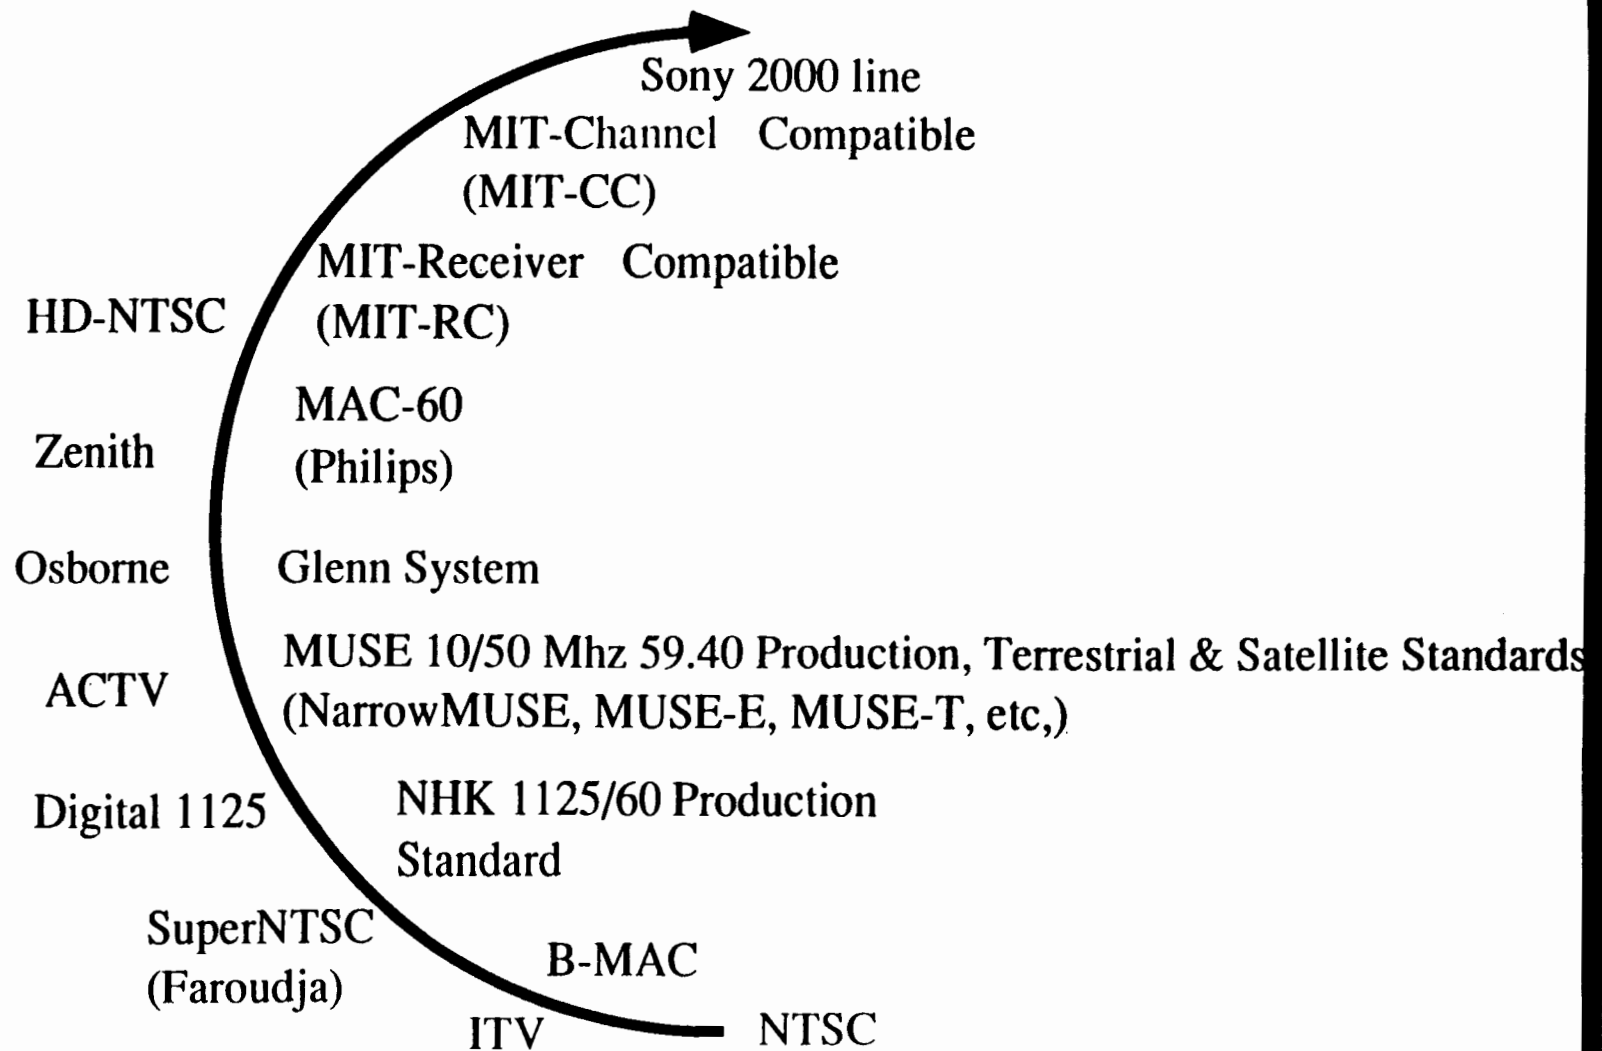 Sony 2000 line
MIT-Channel Compatible
(MIT-CC)
MIT-Receiver Compatible
(MIT-RC)
HD-NTSC
MAC-60
(Philips)
Zenith
Osborne
Glenn System
MUSE 10/50 Mhz 59.40 Production, Terrestrial & Satellite Standards
(NarrowMUSE, MUSE-E, MUSE-T, etc,)
ACTV
Digital 1125
NHK 1125/60 Production
Standard
SuperNTSC
(Faroudja)
B-MAC
ITV
NTSC